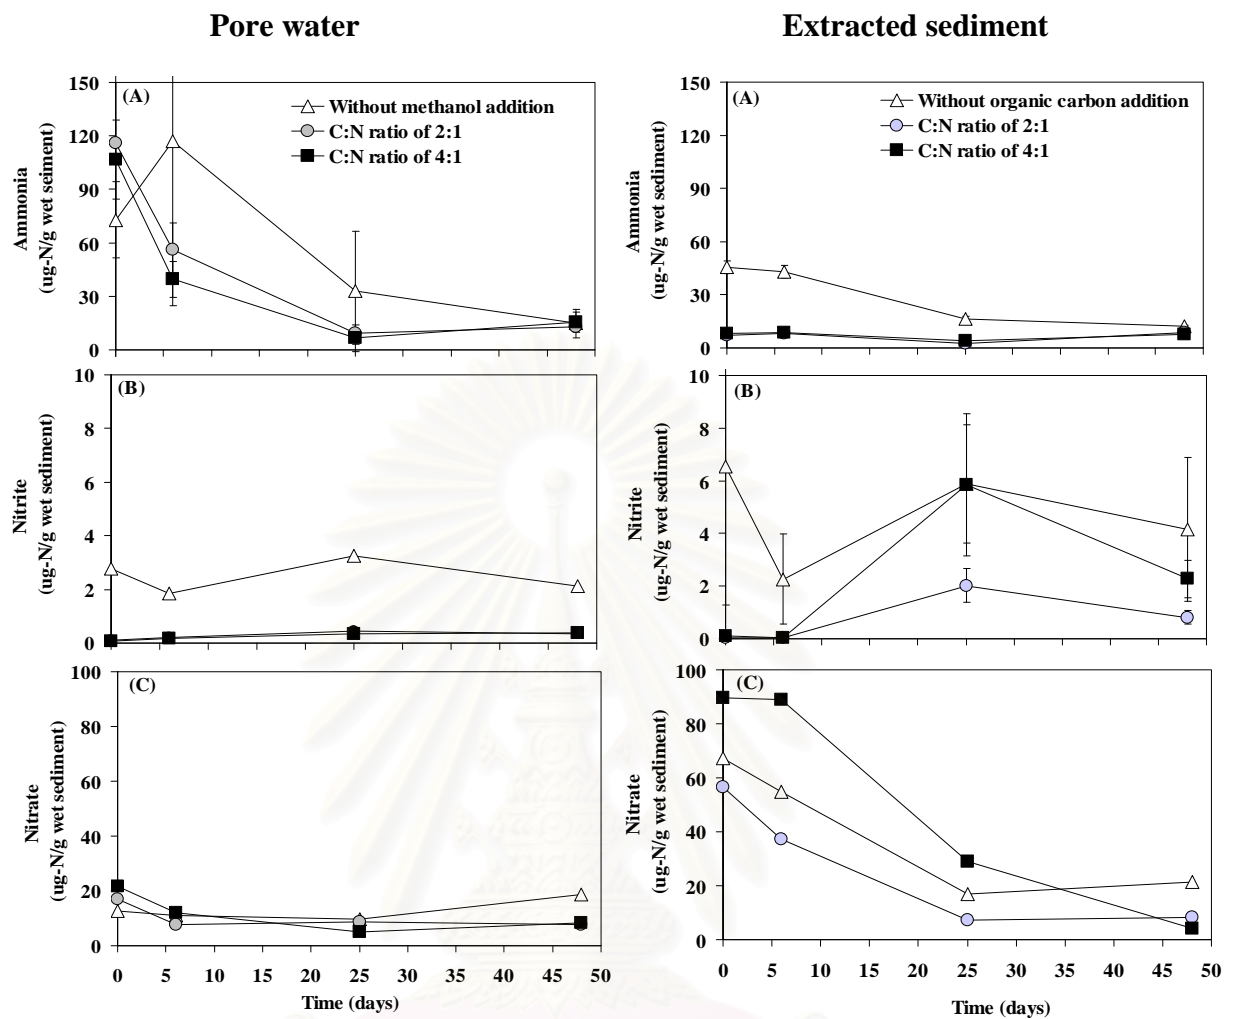 Pore water
Extracted sediment
(A)
Without methanol addition
C:N ratio of 2:1
C:N ratio of 4:1
150
120
90
60
30
0
Ammonia
(ug-N/g wet seiment)
(A)
Without organic carbon addition
C:N ratio of 2:1
C:N ratio of 4:1
150
120
90
60
30
0
Ammonia
(ug-N/g wet sediment)
(B)
10
8
6
4
2
0
Nitrite
(ug-N/g wet sediment)
(B)
10
8
6
4
2
0
Nitrite
(ug-N/g wet sediment)
(C)
100
80
60
40
20
0
Nitrate
(ug-N/g wet sediment)
0 5 10 15 20 25 30 35 40 45 50
Time (days)
(C)
100
80
60
40
20
0
Nitrate
(ug-N/g wet sediment)
0 5 10 15 20 25 30 35 40 45 50
Time (days)